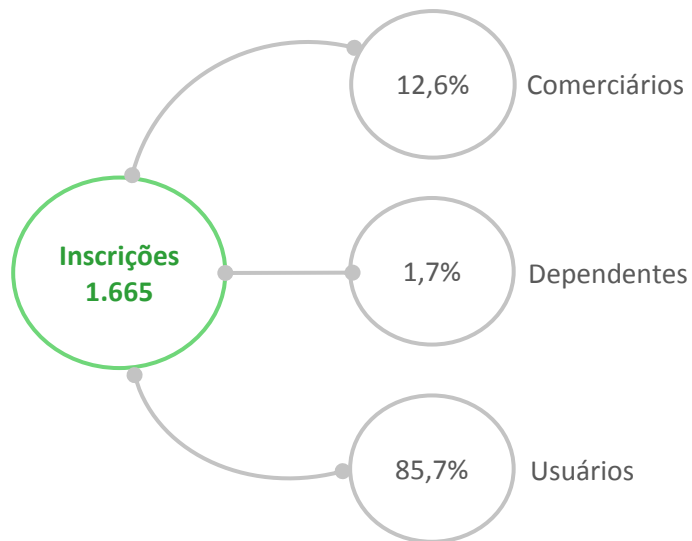 12,6%
Comerciários
Inscrições
1.665
1,7%
Dependentes
85,7%
Usuários